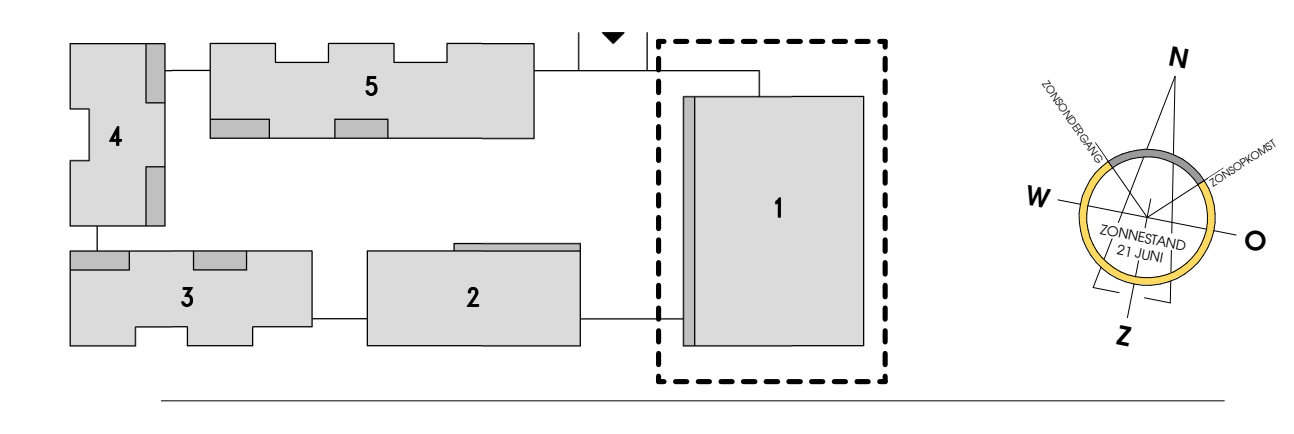 N
5
ZONSONDERGANG
4
ZONSOPKOMST
W
1
ZONNESTAND
21 JUNI
O
3
2
Z